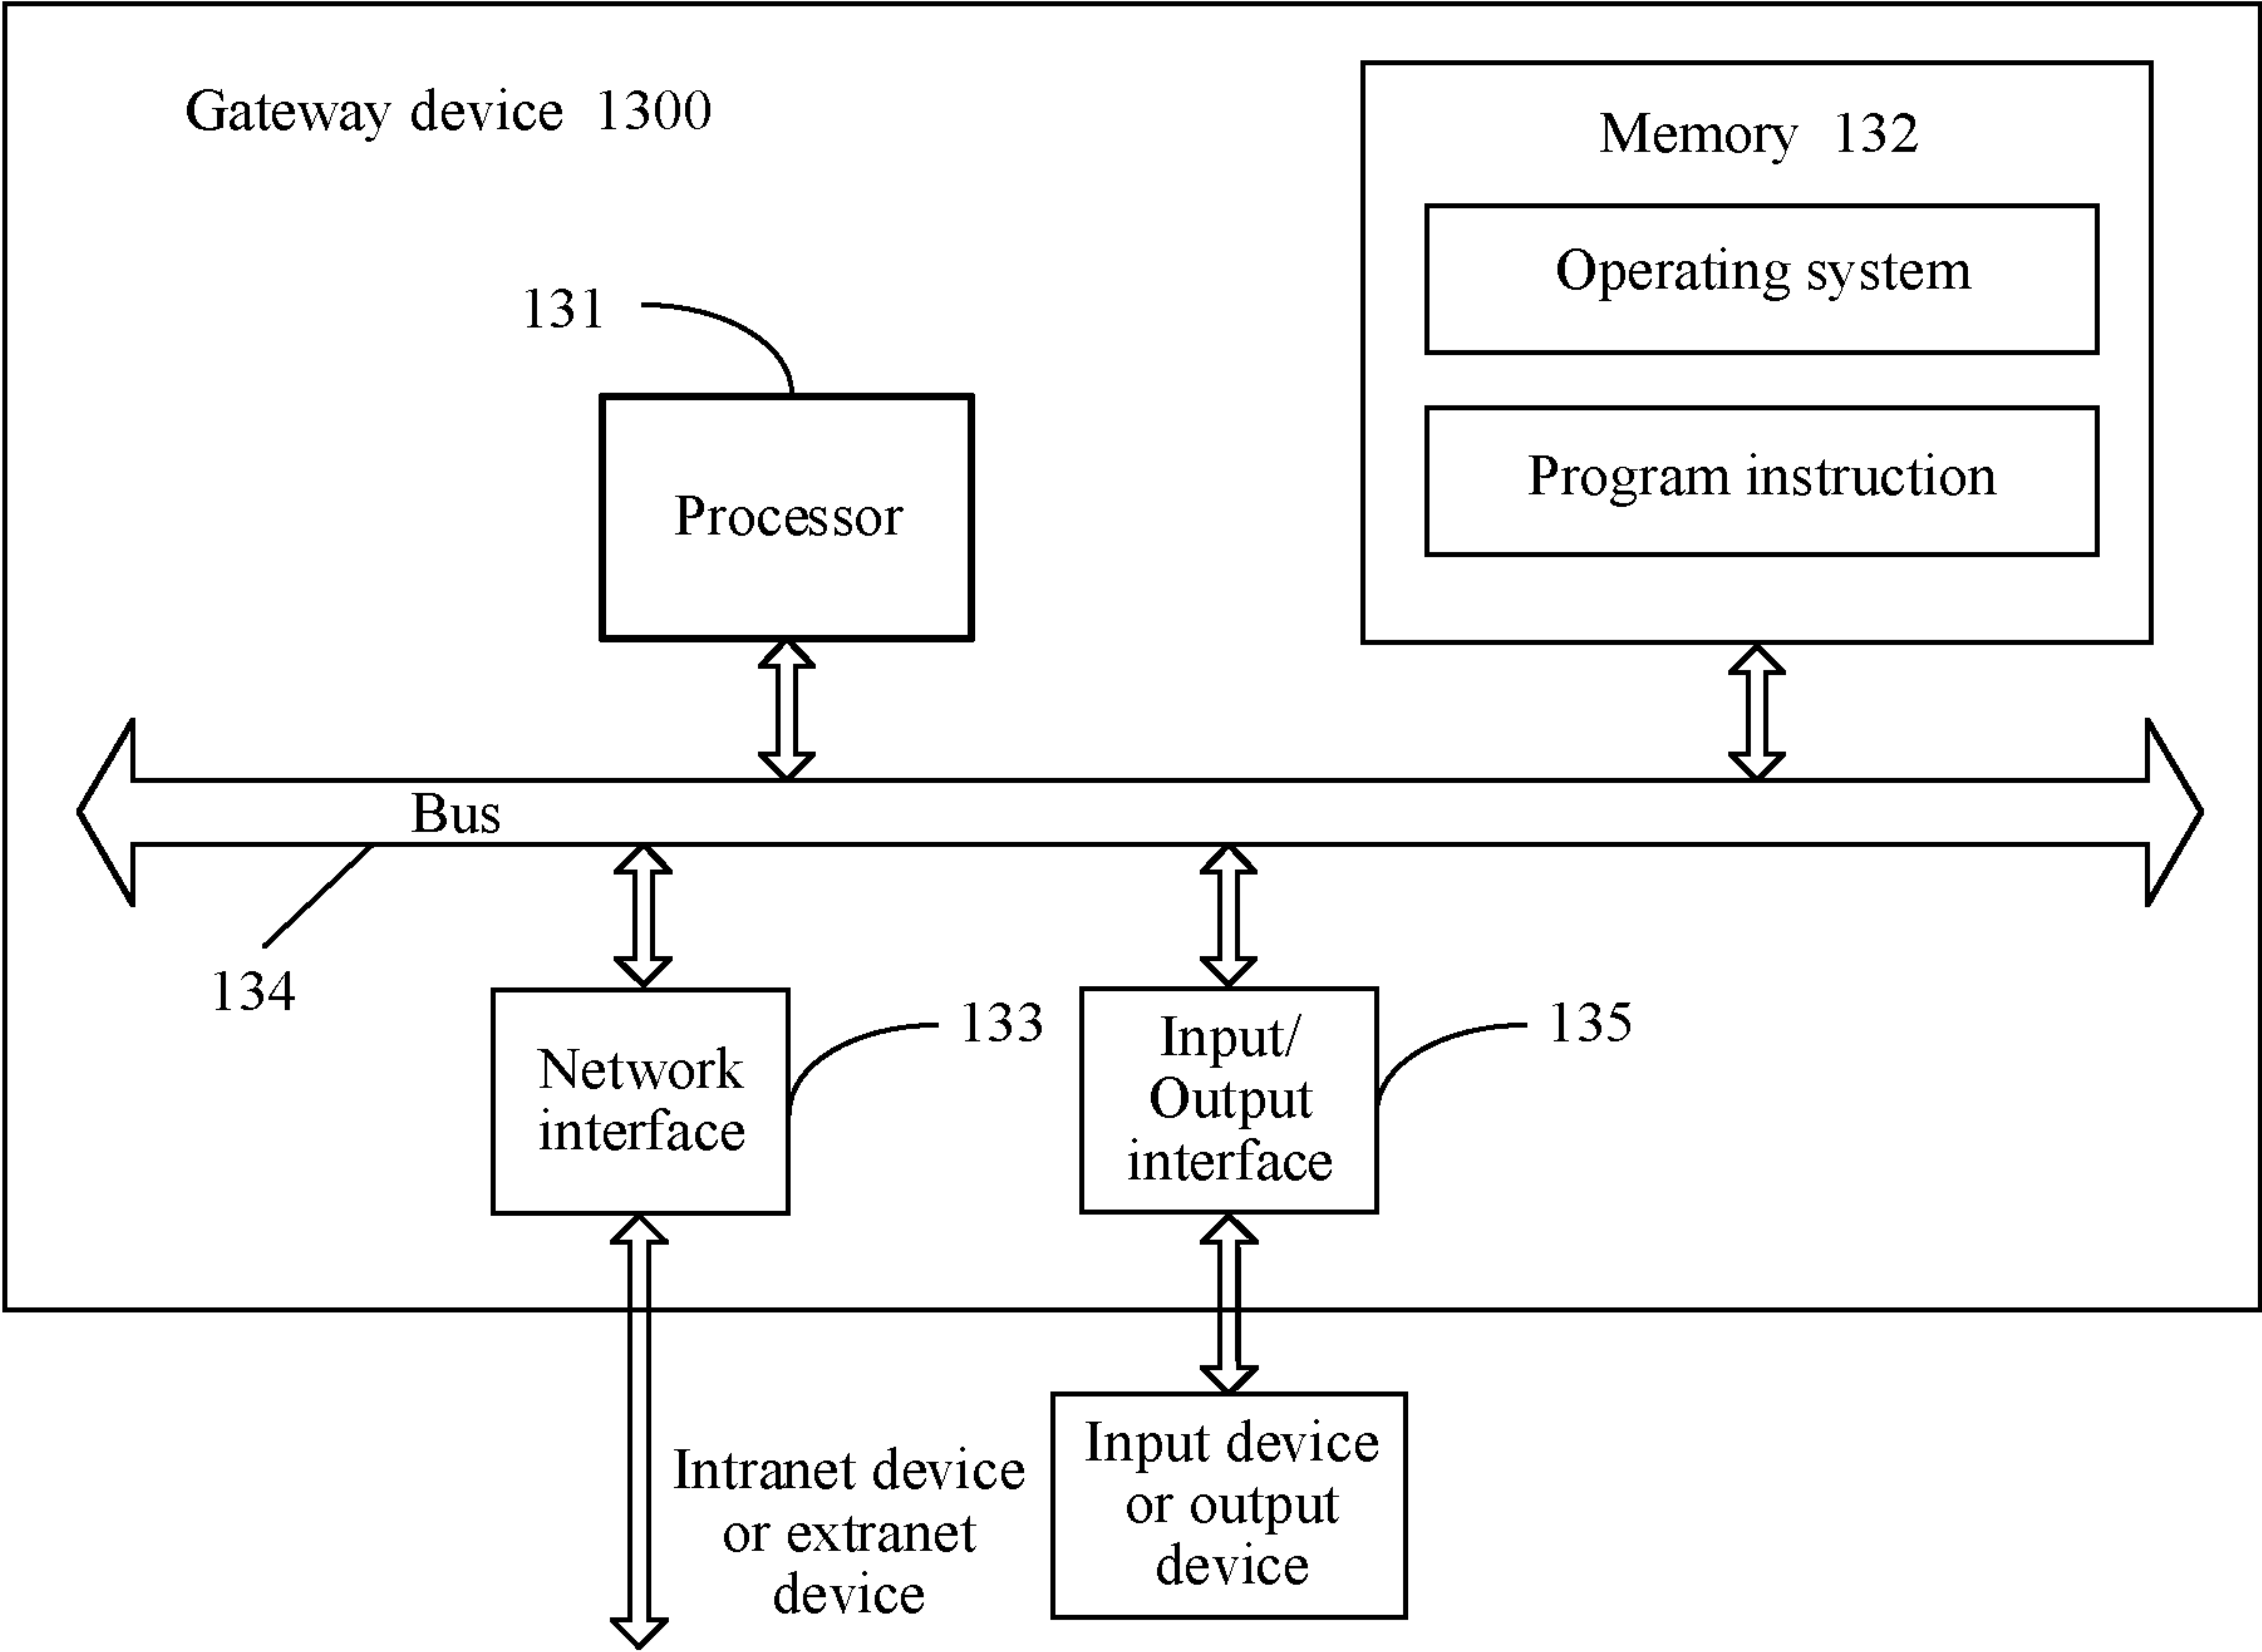 Gateway device 1300
Memory 132
Operating system
Program instruction
131
Processor
Bus
134
Network
interface
133
Input/
Output
interface
135
Intranet device
or extranet
device
Input device
or output
device